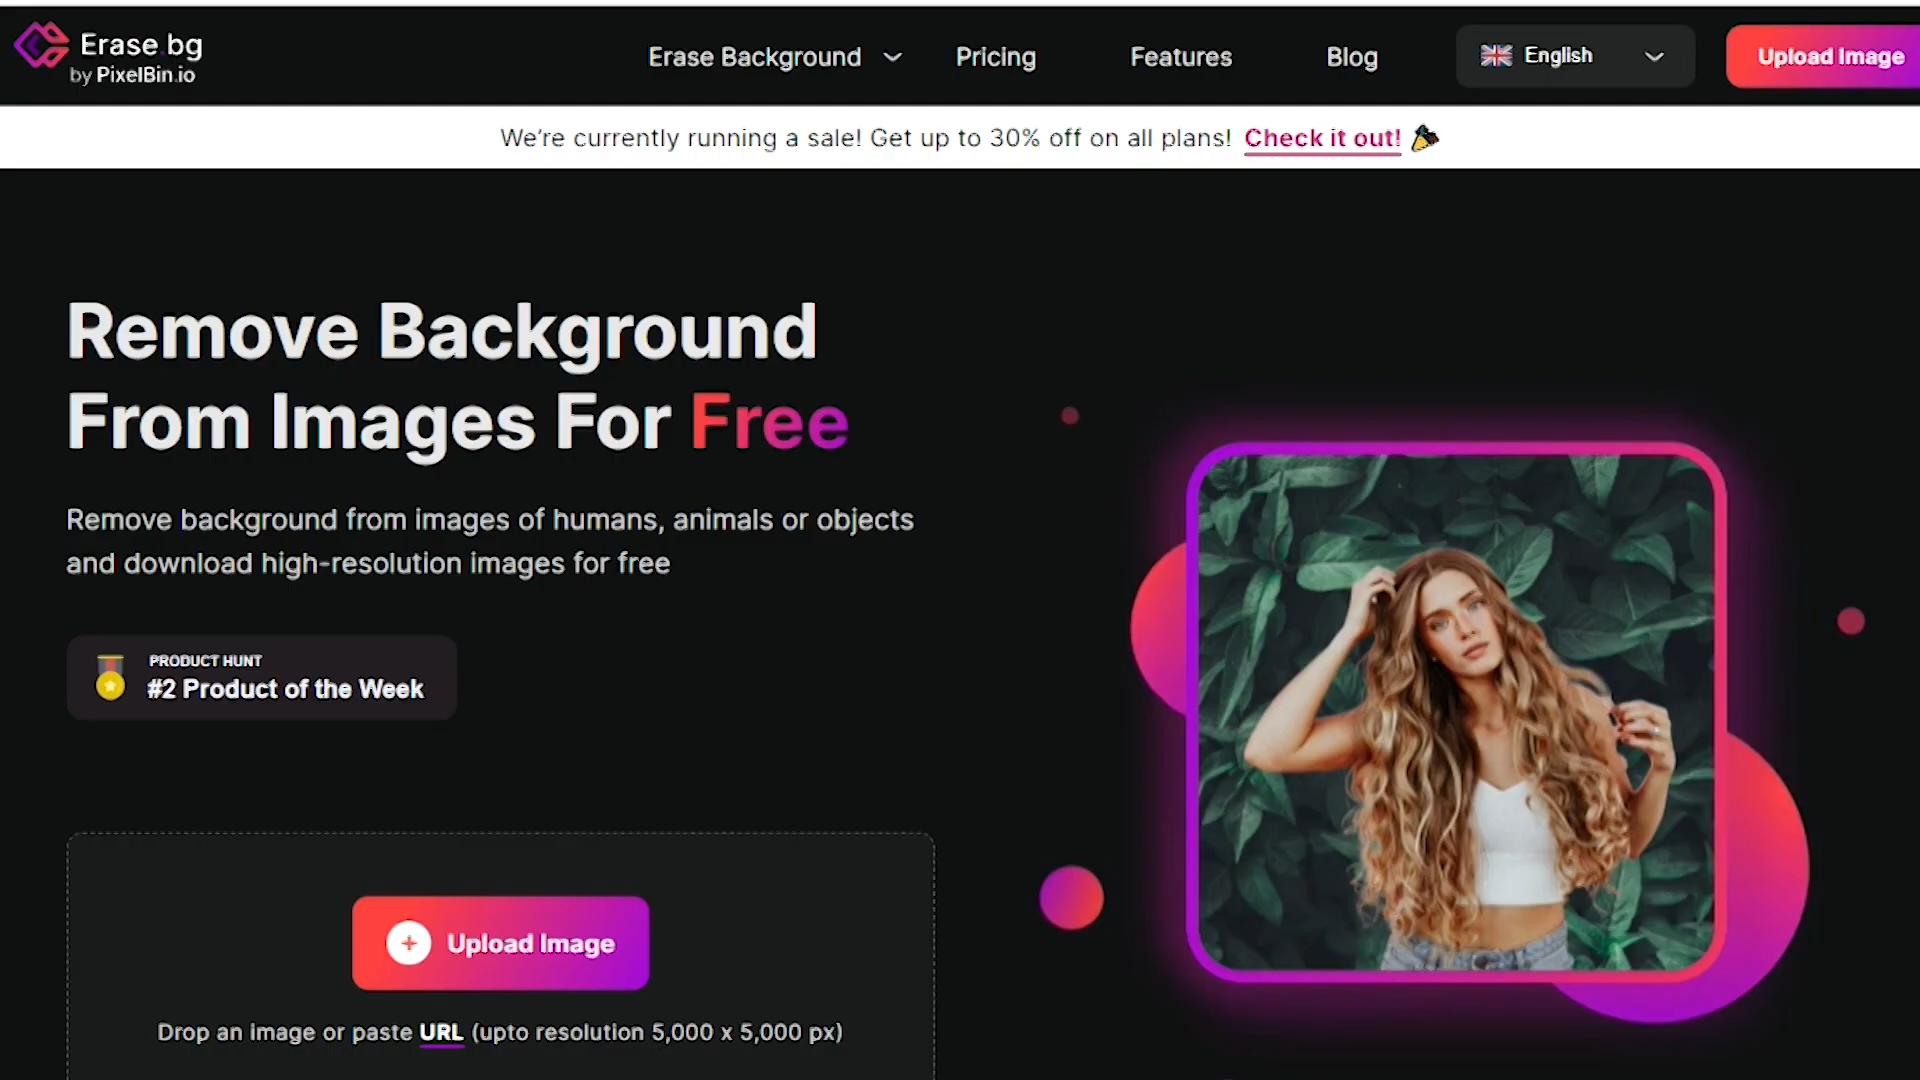 Erase.bg
by PixelBin.io
Erase Background
Pricing
Features
Blog
English
Upload Image
We're currently running a sale! Get up to 30% off on all plans! Check it out!
Remove Background
From Images For Free
Remove background from images of humans, animals or objects
and download high-resolution images for free
PRODUCT HUNT
#2 Product of the Week
Upload Image
Drop an image or paste URL (upto resolution 5,000 x 5,000 px)